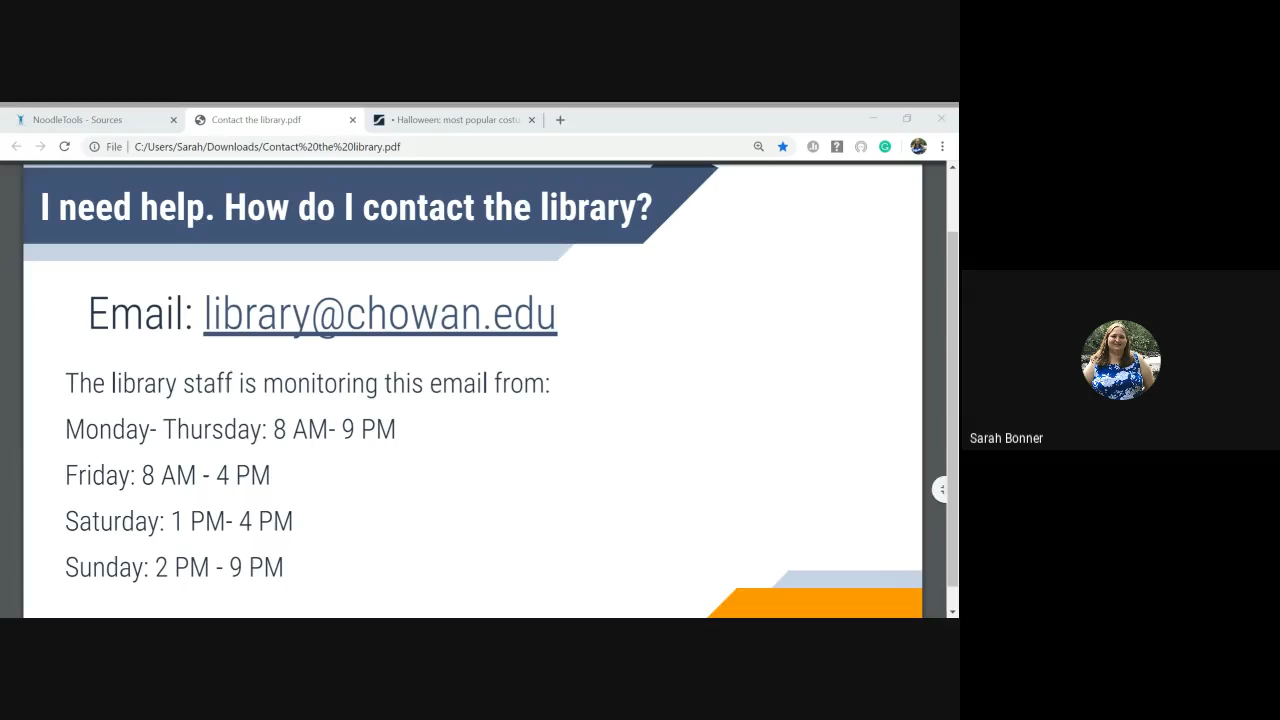 NoodleTools - Sources
Contact the library.pdf
• Halloween: most popular costu
File
C:/Users/Sarah/Downloads/Contact%20the%20library.pdf
I need help. How do I contact the library?
Email: library@chowan.edu
The library staff is monitoring this email from:
Monday- Thursday: 8 AM- 9 PM
Friday: 8 AM - 4 PM
Saturday: 1 PM- 4 PM
Sunday: 2 PM - 9 PM
Sarah Bonner